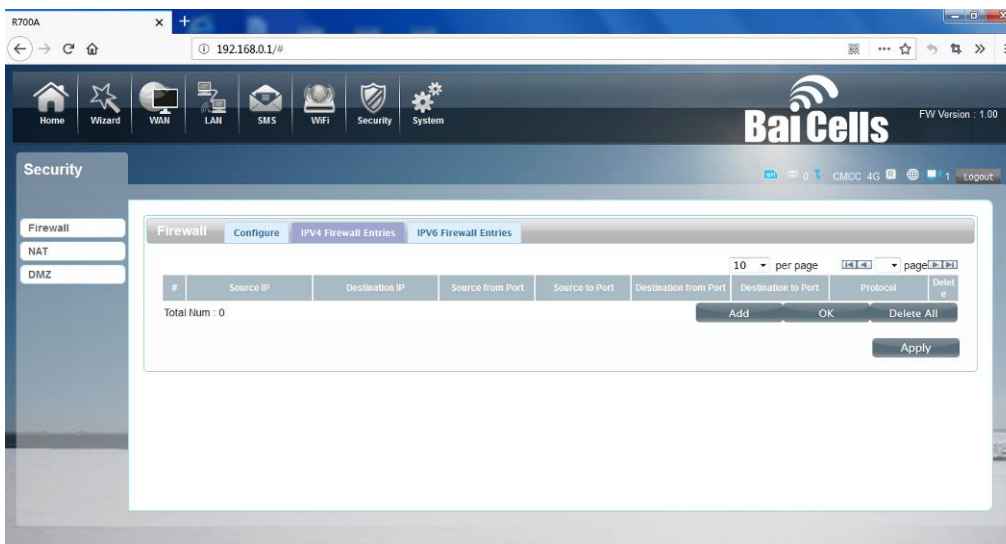 R700A
192.168.0.1/#
Home Wizard WAN LAN SMS WiFi Security System
BaiCells
FW Version : 1.00
Security
0 CMCC 4G R 1 Logout
Firewall
NAT
DMZ
Firewall Configure IPV4 Firewall Entries IPV6 Firewall Entries
10 per page page
# Source IP Destination IP Source from Port Source to Port Destination from Port Destination to Port Protocol Delet
e
Total Num : 0 Add OK Delete All
Apply